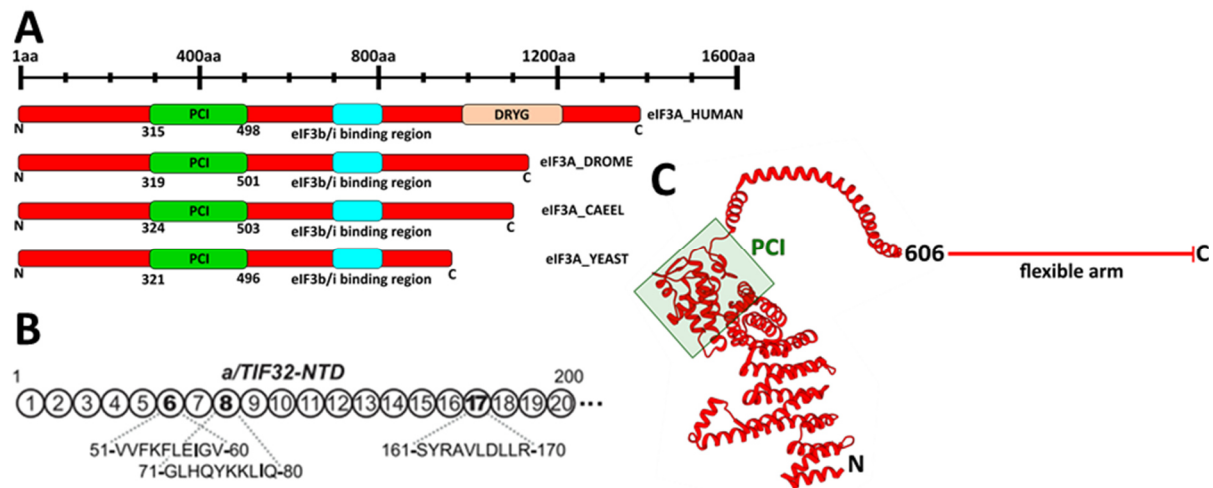 A
1aa 400aa 800aa 1200aa 1600aa
PCI DRYG eIF3A_HUMAN
N 315 498 eIF3b/i binding region C
PCI eIF3A_DROME
N 319 501 eIF3b/i binding region C
PCI eIF3A_CAEEL
N 324 503 eIF3b/i binding region C
PCI eIF3A_YEAST
N 321 496 eIF3b/i binding region C
B
a/TIF32-NTD
1 200
1 2 3 4 5 6 7 8 9 10 11 12 13 14 15 16 17 18 19 20 ...
51-VVFKFLEIGV-60 161-SYRAVLDLLR-170
71-GLHQYKKLIQ-80
C
PCI
606 C
flexible arm
N